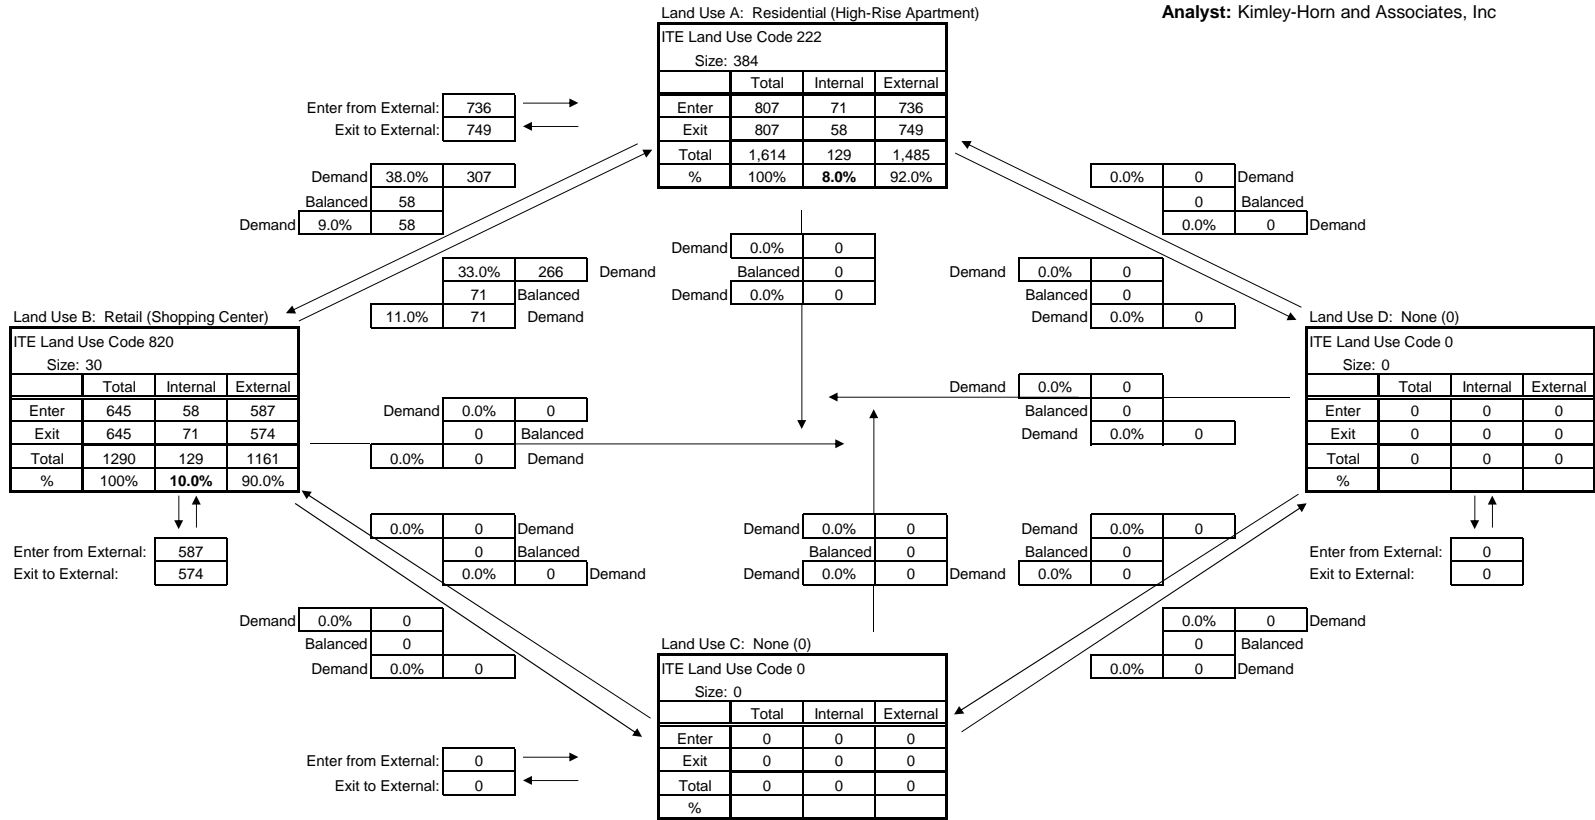 Land Use A: Residential (High-Rise Apartment)
Analyst: Kimley-Horn and Associates, Inc
ITE Land Use Code 222
Size: 384
Total Internal External
Enter from External: 736
Enter 807 71 736
Exit to External: 749
Exit 807 58 749
Total 1,614 129 1,485
% 100% 8.0% 92.0%
Demand 38.0% 307
Balanced 58
Demand 9.0% 58
0.0% 0 Demand
0 Balanced
0.0% 0 Demand
Demand 0.0% 0
Balanced 0
Demand 0.0% 0
33.0% 266 Demand
71 Balanced
11.0% 71 Demand
Demand 0.0% 0
Balanced 0
Demand 0.0% 0
Land Use B: Retail (Shopping Center)
ITE Land Use Code 820
Size: 30
Total Internal External
Enter 645 58 587
Exit 645 71 574
Total 1290 129 1161
% 100% 10.0% 90.0%
Land Use D: None (0)
ITE Land Use Code 0
Size: 0
Total Internal External
Enter 0 0 0
Exit 0 0 0
Total 0 0 0
%
Demand 0.0% 0
0 Balanced
0.0% 0 Demand
Demand 0.0% 0
Balanced 0
Demand 0.0% 0
Enter from External: 587
Exit to External: 574
0.0% 0 Demand
0 Balanced
0.0% 0 Demand
Demand 0.0% 0
Balanced 0
Demand 0.0% 0
Demand 0.0% 0
Balanced 0
Demand 0.0% 0
Enter from External: 0
Exit to External: 0
Demand 0.0% 0
Balanced 0
Demand 0.0% 0
0.0% 0 Demand
0 Balanced
0.0% 0 Demand
Land Use C: None (0)
ITE Land Use Code 0
Size: 0
Total Internal External
Enter 0 0 0
Exit 0 0 0
Total 0 0 0
%
Enter from External: 0
Exit to External: 0